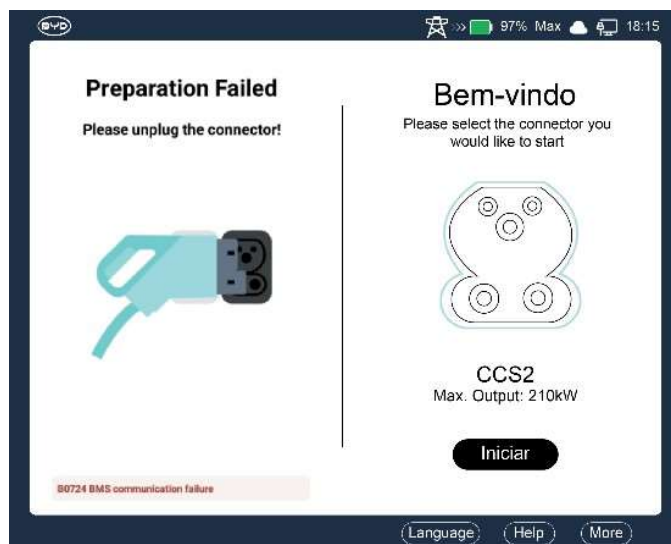 BYD
97% Max 18:15
Preparation Failed
Please unplug the connector!
B0724 BMS communication failure
Bem-vindo
Please select the connector you
would like to start
CCS2
Max. Output: 210kW
Iniciar
Language Help More